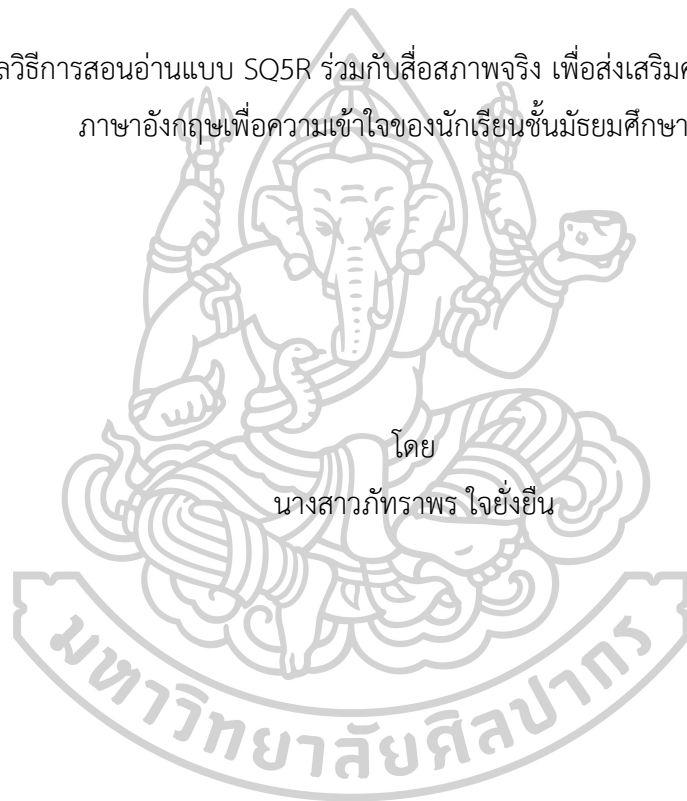 วิธีการสอนอ่านแบบ SQ5R ร่วมกับสื่อสภาพจริง เพื่อส่งเสริม
ภาษาอังกฤษเพื่อความเข้าใจของนักเรียนชั้นมัธยมศึกษา
โดย
นางสาวภัทราพร ใจยั่งยืน
มหาวิทยาลัยศิลปากร